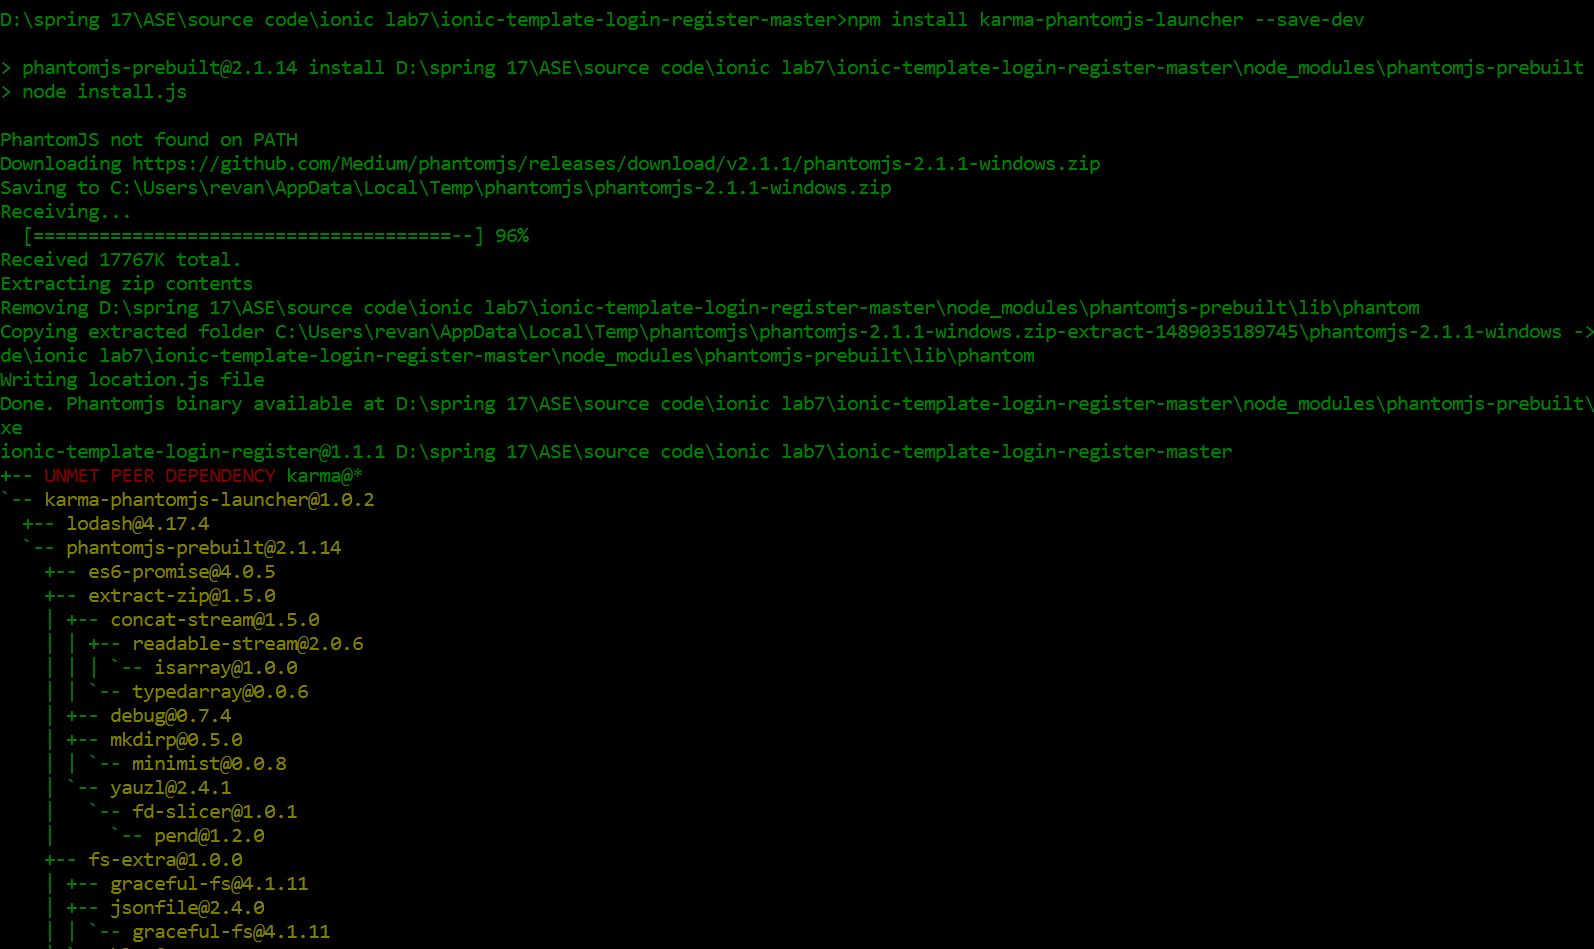 D:\spring 17\ASE\source code\ionic lab7\ionic-template-login-register-master>npm install karma-phantomjs-launcher --save-dev
> phantomjs-prebuilt@2.1.14 install D:\spring 17\ASE\source code\ionic lab7\ionic-template-login-register-master\node_modules\phantomjs-prebuilt
> node install.js
PhantomJS not found on PATH
Downloading https://github.com/Medium/phantomjs/releases/download/v2.1.1/phantomjs-2.1.1-windows.zip
Saving to C:\Users\revan\AppData\Local\Temp\phantomjs\phantomjs-2.1.1-windows.zip
Receiving...
  [======================================--] 96%
Received 17767K total.
Extracting zip contents
Removing D:\spring 17\ASE\source code\ionic lab7\ionic-template-login-register-master\node_modules\phantomjs-prebuilt\lib\phantom
Copying extracted folder C:\Users\revan\AppData\Local\Temp\phantomjs\phantomjs-2.1.1-windows.zip-extract-1489035189745\phantomjs-2.1.1-windows ->
de\ionic lab7\ionic-template-login-register-master\node_modules\phantomjs-prebuilt\lib\phantom
Writing location.js file
Done. Phantomjs binary available at D:\spring 17\ASE\source code\ionic lab7\ionic-template-login-register-master\node_modules\phantomjs-prebuilt\
xe
ionic-template-login-register@1.1.1 D:\spring 17\ASE\source code\ionic lab7\ionic-template-login-register-master
+-- UNMET PEER DEPENDENCY karma@*
`-- karma-phantomjs-launcher@1.0.2
  +-- lodash@4.17.4
  `-- phantomjs-prebuilt@2.1.14
    +-- es6-promise@4.0.5
    +-- extract-zip@1.5.0
    | +-- concat-stream@1.5.0
    | | +-- readable-stream@2.0.6
    | | | `-- isarray@1.0.0
    | | `-- typedarray@0.0.6
    | +-- debug@0.7.4
    | +-- mkdirp@0.5.0
    | | `-- minimist@0.0.8
    | `-- yauzl@2.4.1
    |   `-- fd-slicer@1.0.1
    |     `-- pend@1.2.0
    +-- fs-extra@1.0.0
    | +-- graceful-fs@4.1.11
    | +-- jsonfile@2.4.0
    | | `-- graceful-fs@4.1.11